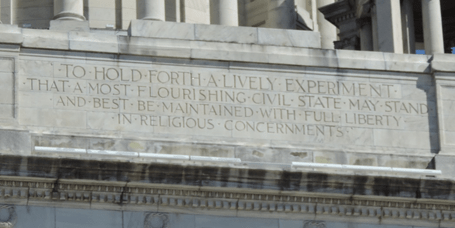 TO·HOLD·FORTH·A·LIVELY·EXPERIMENT·
·THAT·A·MOST·FLOURISHING·CIVIL·STATE·MAY·STAND
·AND·BEST·BE·MAINTAINED·WITH·FULL·LIBERTY·
·IN·RELIGIOUS·CONCERNMENTS·